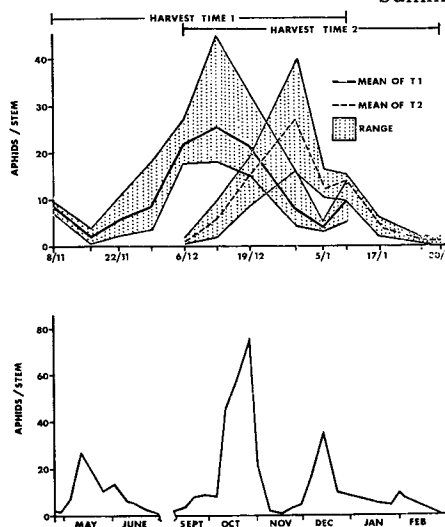 HARVEST TIME 1
HARVEST TIME 2
40
30
20
10
0
APHIDS / STEM
MEAN OF T1
MEAN OF T2
RANGE
8/11
22/11
6/12
19/12
5/1
17/1
80
60
40
20
0
APHIDS/STEM
MAY
JUNE
SEPT
OCT
NOV
DEC
JAN
FEB